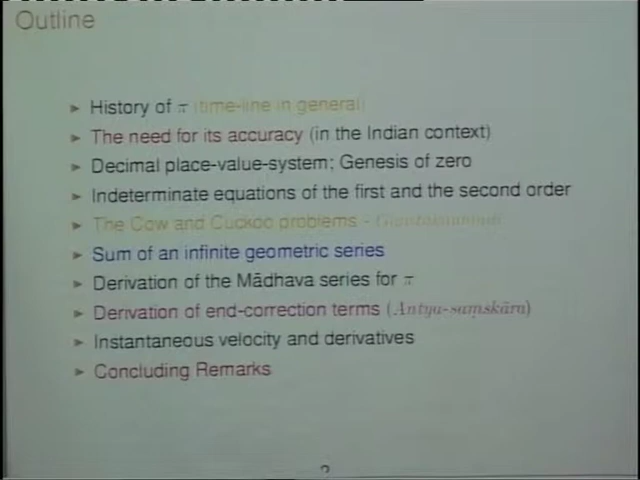 Outline
► History of π (time-line in general)
► The need for its accuracy (in the Indian context)
► Decimal place-value-system; Genesis of zero
► Indeterminate equations of the first and the second order
► The Cow and Cuckoo problems -
► Sum of an infinite geometric series
► Derivation of the Mādhava series for π
► Derivation of end-correction terms (Antya-saṃskāra)
► Instantaneous velocity and derivatives
► Concluding Remarks
2